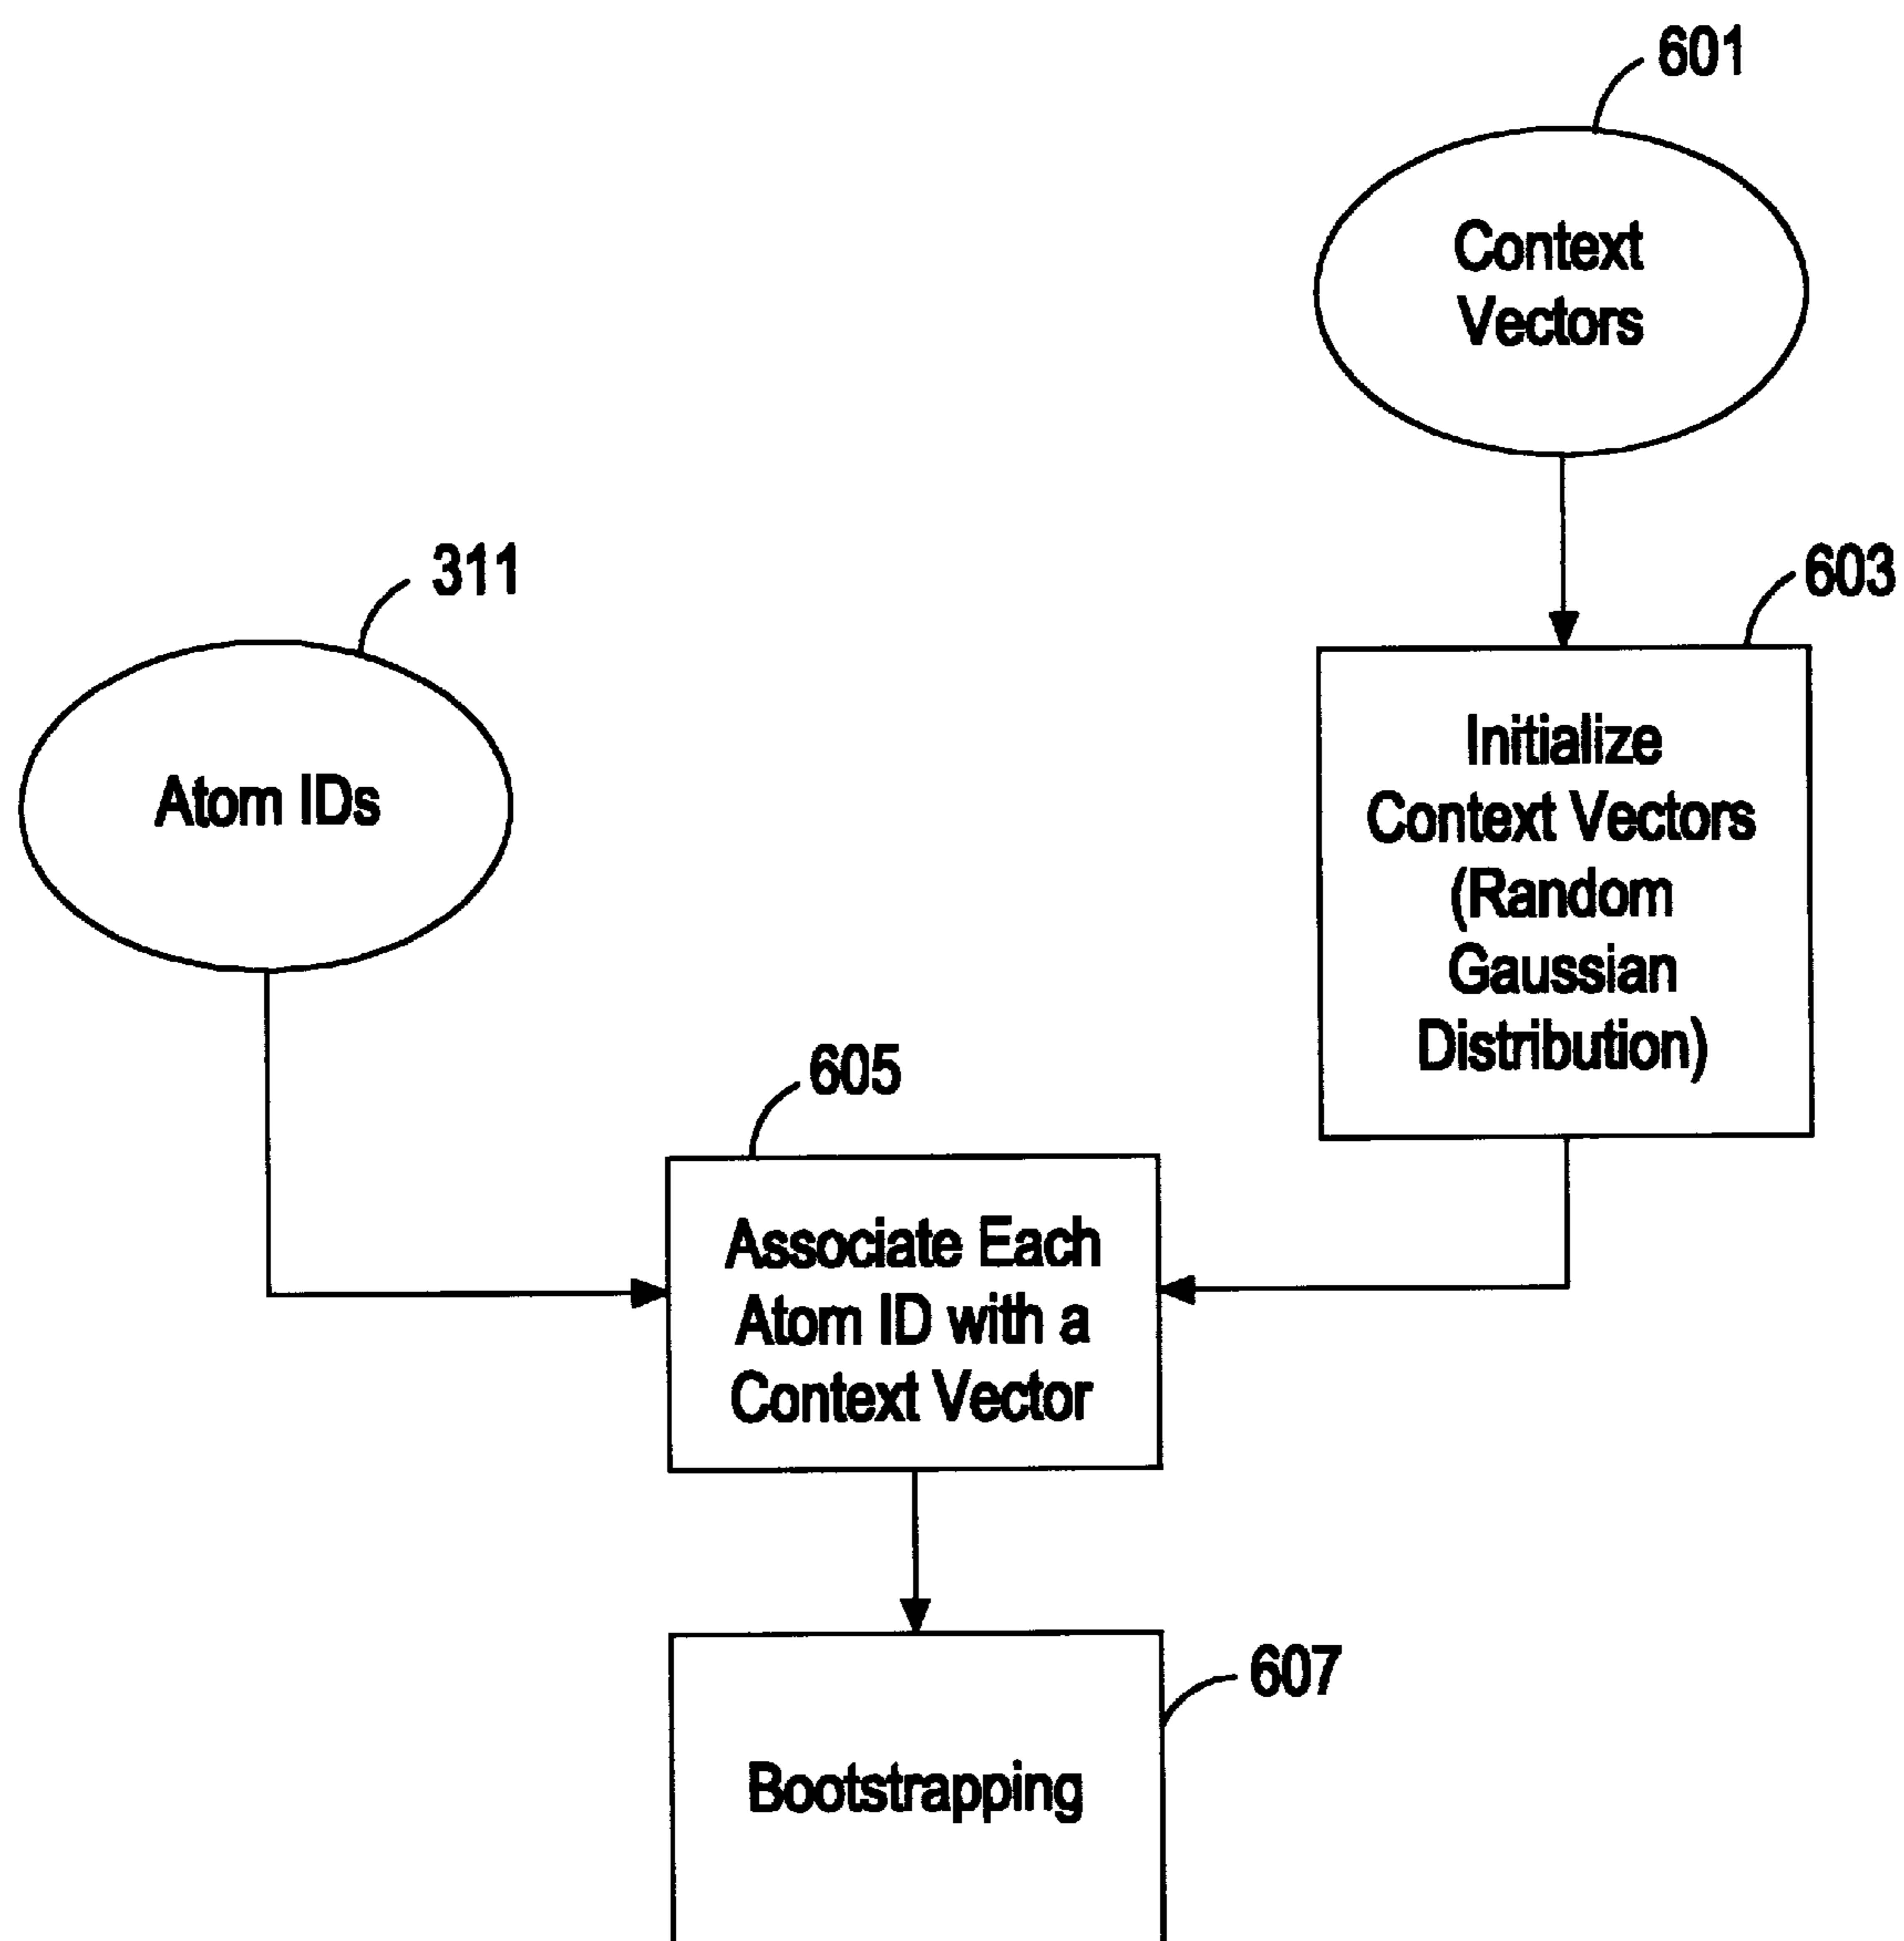 601
Context
Vectors
311
603
Atom IDs
Initialize
Context Vectors
(Random
Gaussian
Distribution)
605
Associate Each
Atom ID with a
Context Vector
607
Bootstrapping